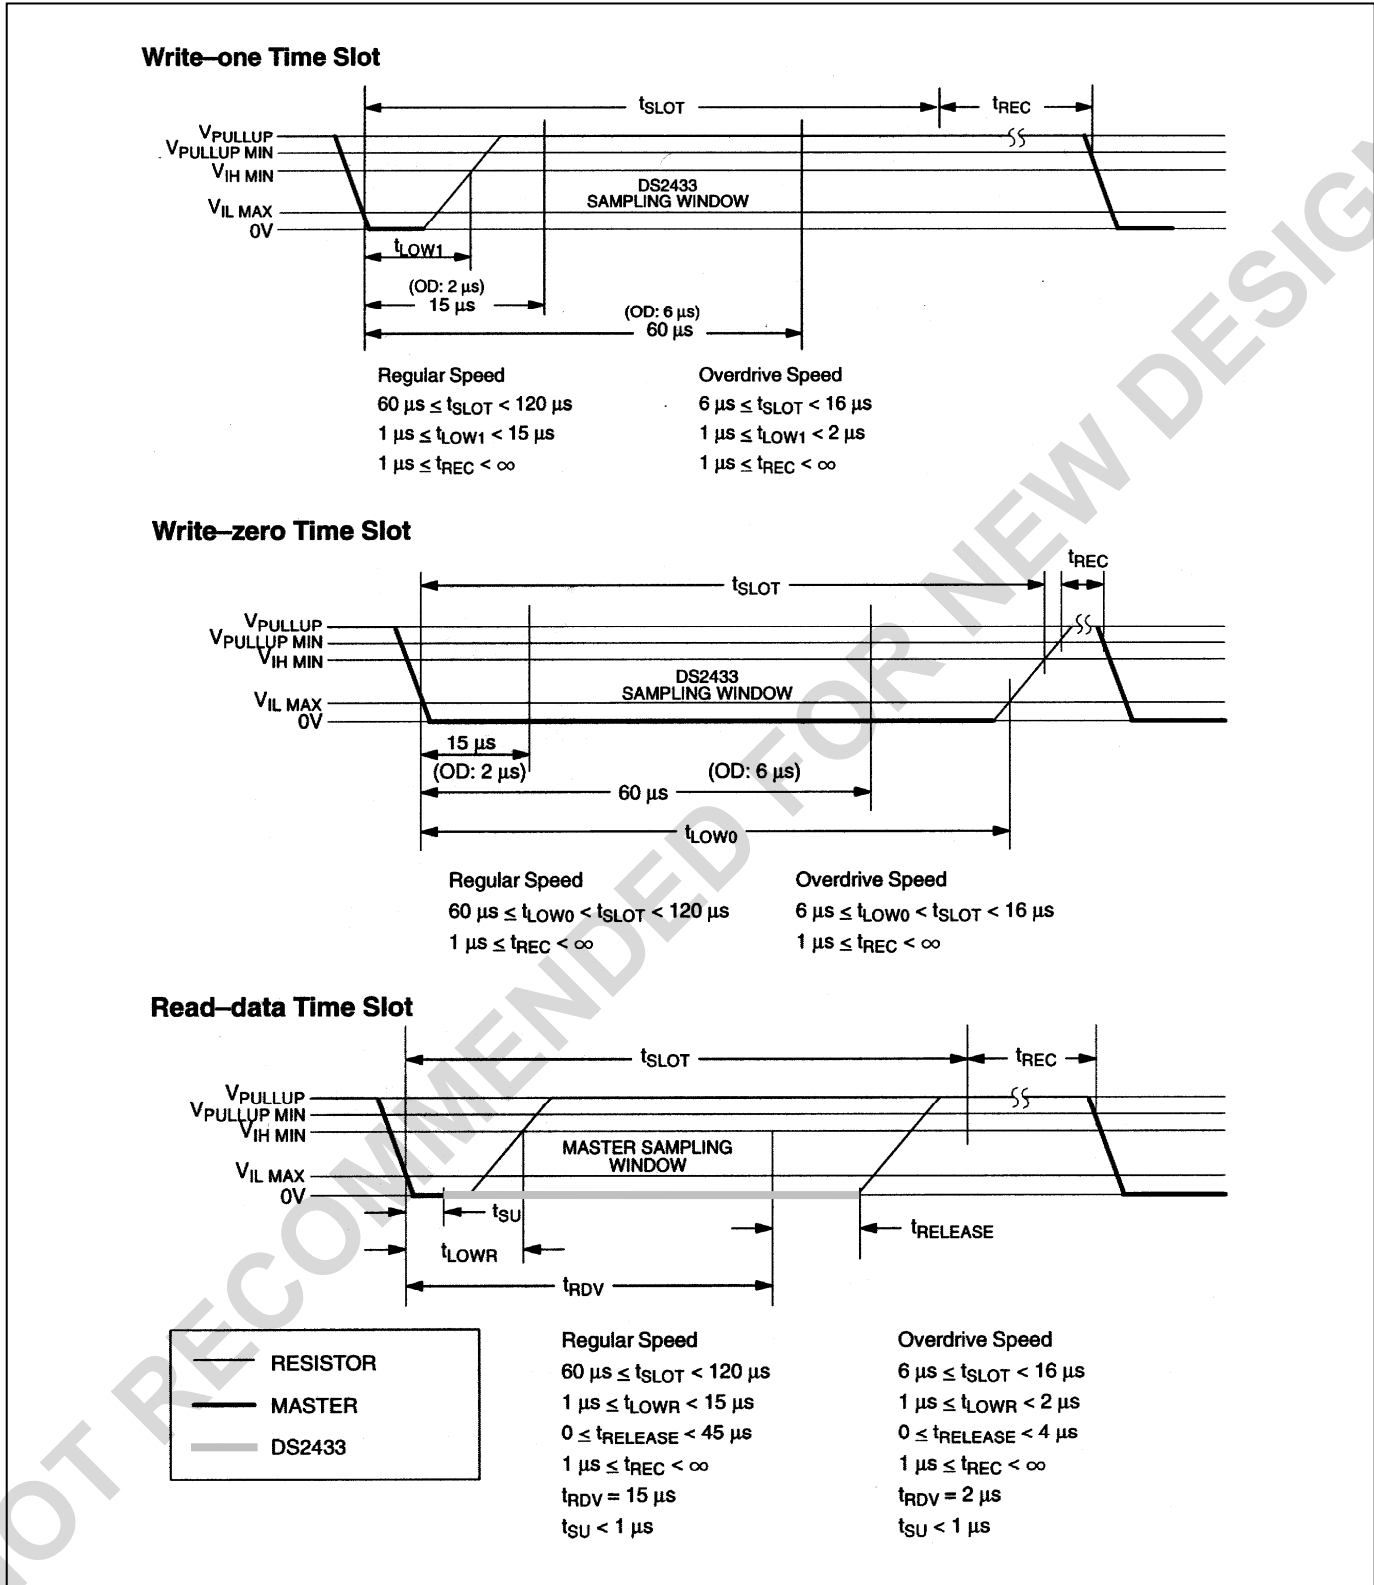 Write–one Time Slot
tSLOT
tREC
VPULLUP
VPULLUP MIN
VIH MIN
DS2433
SAMPLING WINDOW
VIL MAX
0V
tLOW1
(OD: 2 µs)
15 µs
(OD: 6 µs)
60 µs
Regular Speed
60 µs ≤ tSLOT < 120 µs
1 µs ≤ tLOW1 < 15 µs
1 µs ≤ tREC < ∞
Overdrive Speed
6 µs ≤ tSLOT < 16 µs
1 µs ≤ tLOW1 < 2 µs
1 µs ≤ tREC < ∞
Write–zero Time Slot
tREC
tSLOT
VPULLUP
VPULLUP MIN
VIH MIN
DS2433
SAMPLING WINDOW
VIL MAX
0V
15 µs
(OD: 2 µs)
(OD: 6 µs)
60 µs
tLOW0
Regular Speed
60 µs ≤ tLOW0 < tSLOT < 120 µs
1 µs ≤ tREC < ∞
Overdrive Speed
6 µs ≤ tLOW0 < tSLOT < 16 µs
1 µs ≤ tREC < ∞
Read–data Time Slot
tSLOT
tREC
VPULLUP
VPULLUP MIN
VIH MIN
MASTER SAMPLING
WINDOW
VIL MAX
0V
tSU
tRELEASE
tLOWR
tRDV
RESISTOR
MASTER
DS2433
Regular Speed
60 µs ≤ tSLOT < 120 µs
1 µs ≤ tLOWR < 15 µs
0 ≤ tRELEASE < 45 µs
1 µs ≤ tREC < ∞
tRDV = 15 µs
tSU < 1 µs
Overdrive Speed
6 µs ≤ tSLOT < 16 µs
1 µs ≤ tLOWR < 2 µs
0 ≤ tRELEASE < 4 µs
1 µs ≤ tREC < ∞
tRDV = 2 µs
tSU < 1 µs
NOT RECOMMENDED FOR NEW DESIGN